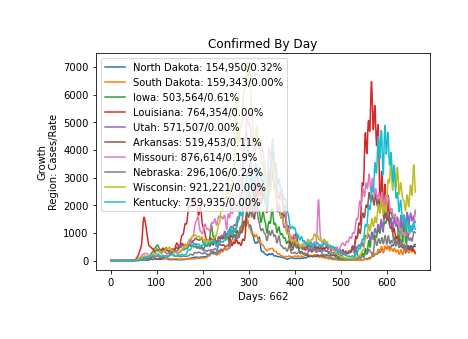 Confirmed By Day
7000
6000
5000
4000
3000
2000
1000
0
Growth
Region: Cases/Rate
North Dakota: 154,950/0.32%
South Dakota: 159,343/0.00%
Iowa: 503,564/0.61%
Louisiana: 764,354/0.00%
Utah: 571,507/0.00%
Arkansas: 519,453/0.11%
Missouri: 876,614/0.19%
Nebraska: 296,106/0.29%
Wisconsin: 921,221/0.00%
Kentucky: 759,935/0.00%
0 100 200 300 400 500 600
Days: 662